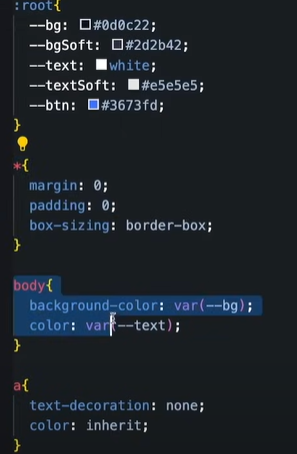 :root{
--bg: #0d0c22;
--bgSoft: #2d2b42;
--text: white;
--textSoft: #e5e5e5;
--btn: #3673fd;
}
*{
margin: 0;
padding: 0;
box-sizing: border-box;
}
body{
background-color: var(--bg);
color: var(--text);
}
a{
text-decoration: none;
color: inherit;
}